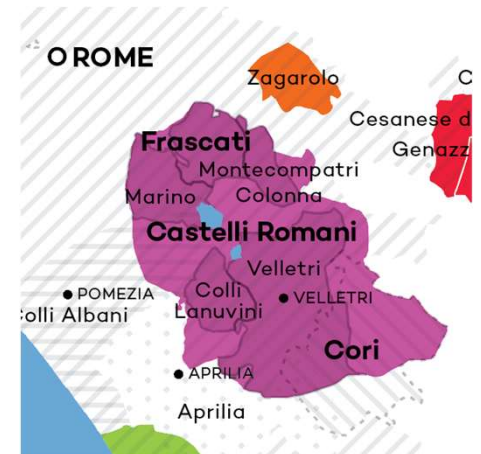 ROME
Zagarolo
C
Cesanese d
Genazz
Frascati
Montecompatri
Colonna
Marino
Castelli Romani
Velletri
Colli
Lanuvini
VELLETRI
POMEZIA
olli Albani
Cori
APRILIA
Aprilia